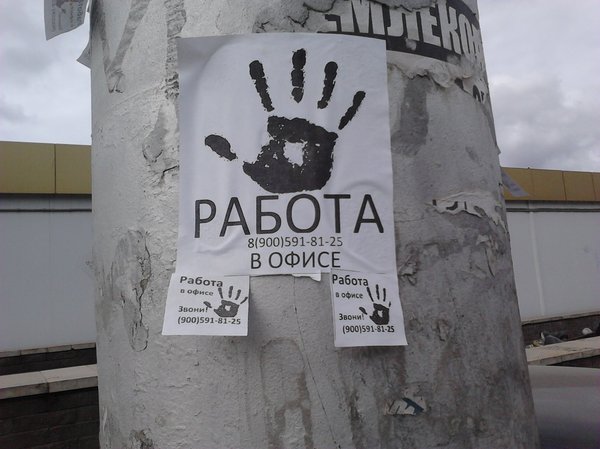 РАБОТА
8(900)591-81-25
В ОФИСЕ
Работа
в офисе
Звони!
(900)591-81-25
Работа
в офисе
Звони!
(900)591-81-25